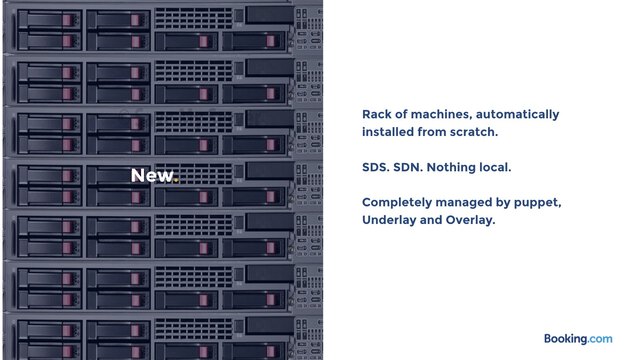 New.
Rack of machines, automatically
installed from scratch.
SDS. SDN. Nothing local.
Completely managed by puppet,
Underlay and Overlay.
Booking.com